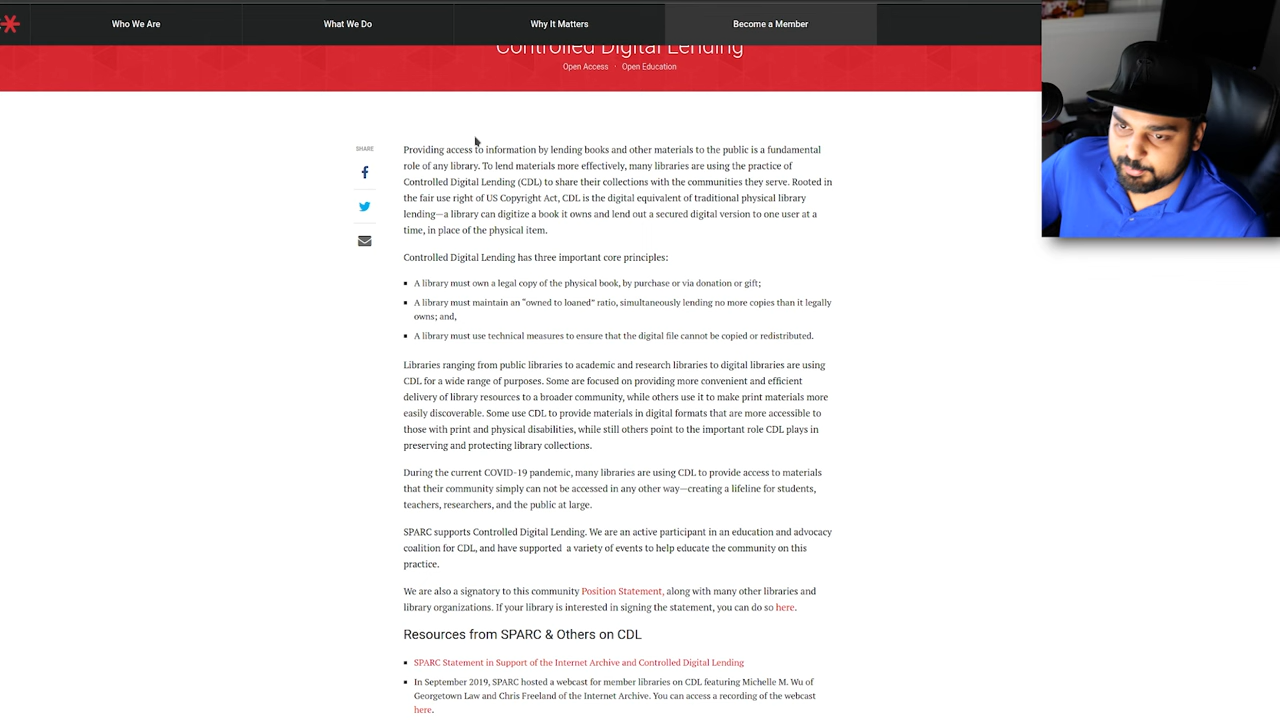 Who We Are
What We Do
Why It Matters
Become a Member
Controlled Digital Lending
Open Access · Open Education
SHARE
Providing access to information by lending books and other materials to the public is a fundamental
role of any library. To lend materials more effectively, many libraries are using the practice of
Controlled Digital Lending (CDL) to share their collections with the communities they serve. Rooted in
the fair use right of US Copyright Act, CDL is the digital equivalent of traditional physical library
lending—a library can digitize a book it owns and lend out a secured digital version to one user at a
time, in place of the physical item.
Controlled Digital Lending has three important core principles:
▪ A library must own a legal copy of the physical book, by purchase or via donation or gift;
▪ A library must maintain an “owned to loaned” ratio, simultaneously lending no more copies than it legally
owns; and,
▪ A library must use technical measures to ensure that the digital file cannot be copied or redistributed.
Libraries ranging from public libraries to academic and research libraries to digital libraries are using
CDL for a wide range of purposes. Some are focused on providing more convenient and efficient
delivery of library resources to a broader community, while others use it to make print materials more
easily discoverable. Some use CDL to provide materials in digital formats that are more accessible to
those with print and physical disabilities, while still others point to the important role CDL plays in
preserving and protecting library collections.
During the current COVID-19 pandemic, many libraries are using CDL to provide access to materials
that their community simply can not be accessed in any other way—creating a lifeline for students,
teachers, researchers, and the public at large.
SPARC supports Controlled Digital Lending. We are an active participant in an education and advocacy
coalition for CDL, and have supported a variety of events to help educate the community on this
practice.
We are also a signatory to this community Position Statement, along with many other libraries and
library organizations. If your library is interested in signing the statement, you can do so here.
Resources from SPARC & Others on CDL
▪ SPARC Statement in Support of the Internet Archive and Controlled Digital Lending
▪ In September 2019, SPARC hosted a webcast for member libraries on CDL featuring Michelle M. Wu of
Georgetown Law and Chris Freeland of the Internet Archive. You can access a recording of the webcast
here.